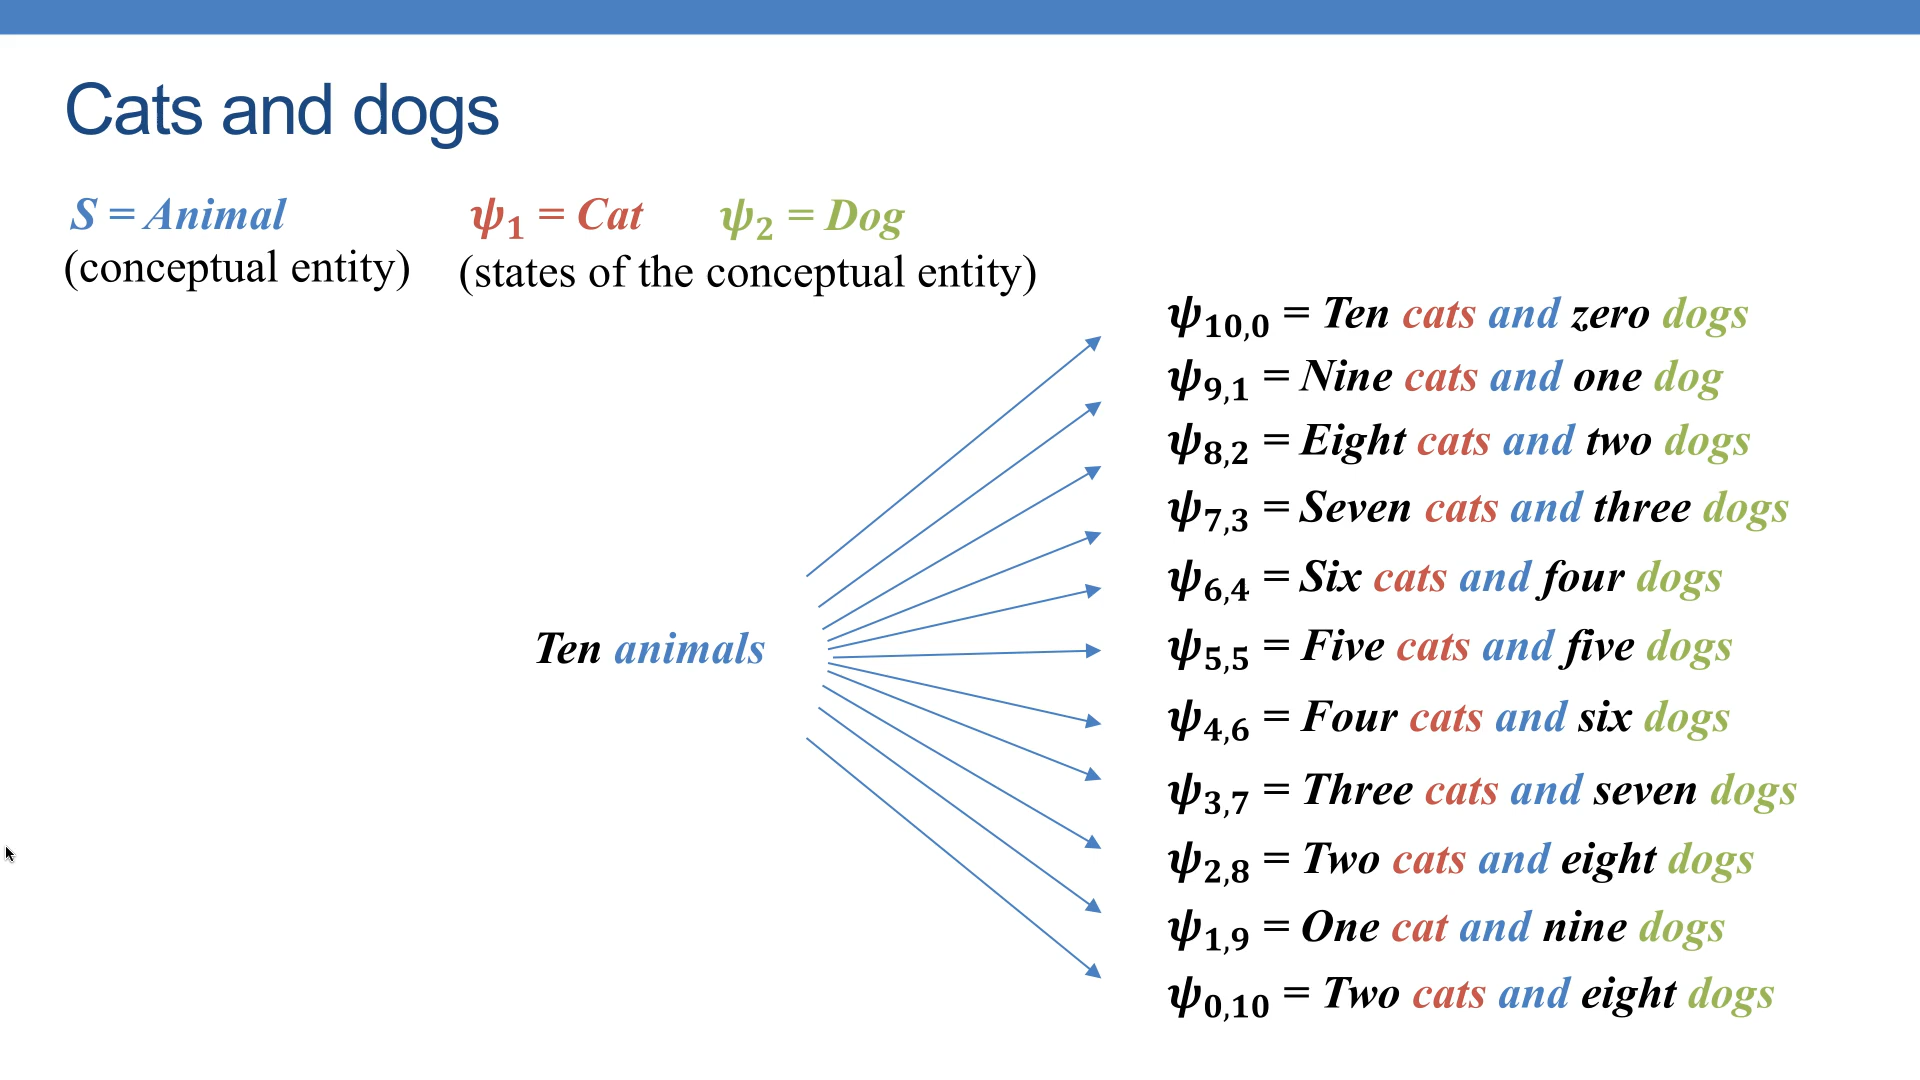 Cats and dogs
S = Animal
ψ₁ = Cat
ψ₂ = Dog
(conceptual entity)
(states of the conceptual entity)
ψ₁₀,₀ = Ten cats and zero dogs
ψ₉,₁ = Nine cats and one dog
ψ₈,₂ = Eight cats and two dogs
ψ₇,₃ = Seven cats and three dogs
ψ₆,₄ = Six cats and four dogs
Ten animals
ψ₅,₅ = Five cats and five dogs
ψ₄,₆ = Four cats and six dogs
ψ₃,₇ = Three cats and seven dogs
ψ₂,₈ = Two cats and eight dogs
ψ₁,₉ = One cat and nine dogs
ψ₀,₁₀ = Two cats and eight dogs